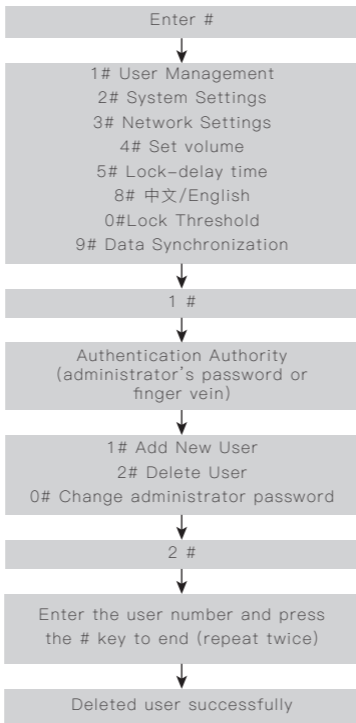 Enter #
1# User Management
2# System Settings
3# Network Settings
4# Set volume
5# Lock-delay time
8# 中文/English
0#Lock Threshold
9# Data Synchronization
1 #
Authentication Authority
(administrator's password or
finger vein)
1# Add New User
2# Delete User
0# Change administrator password
2 #
Enter the user number and press
the # key to end (repeat twice)
Deleted user successfully